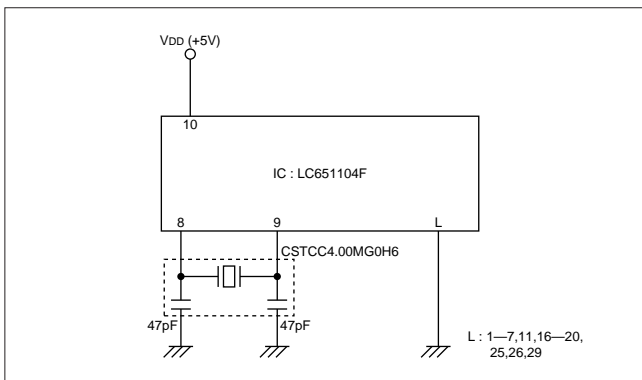 VDD (+5V)
10
IC : LC651104F
8 9 L
CSTCC4.00MG0H6
47pF 47pF
L : 1—7,11,16—20,
25,26,29